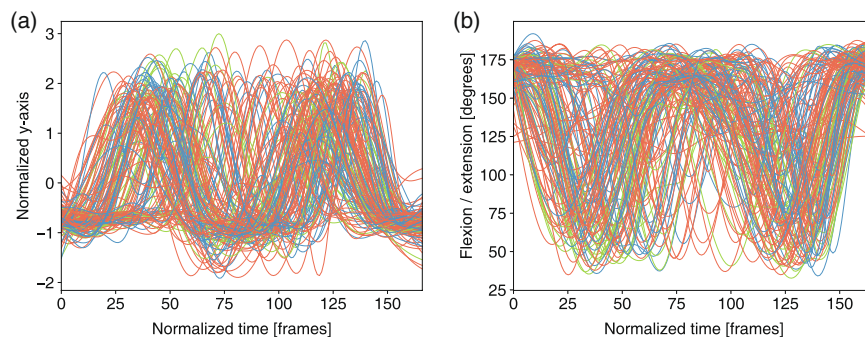 (a)
3
2
1
0
−1
−2
Normalized y-axis
0 25 50 75 100 125 150
Normalized time [frames]
(b)
175
150
125
100
75
50
25
Flexion / extension [degrees]
0 25 50 75 100 125 150
Normalized time [frames]